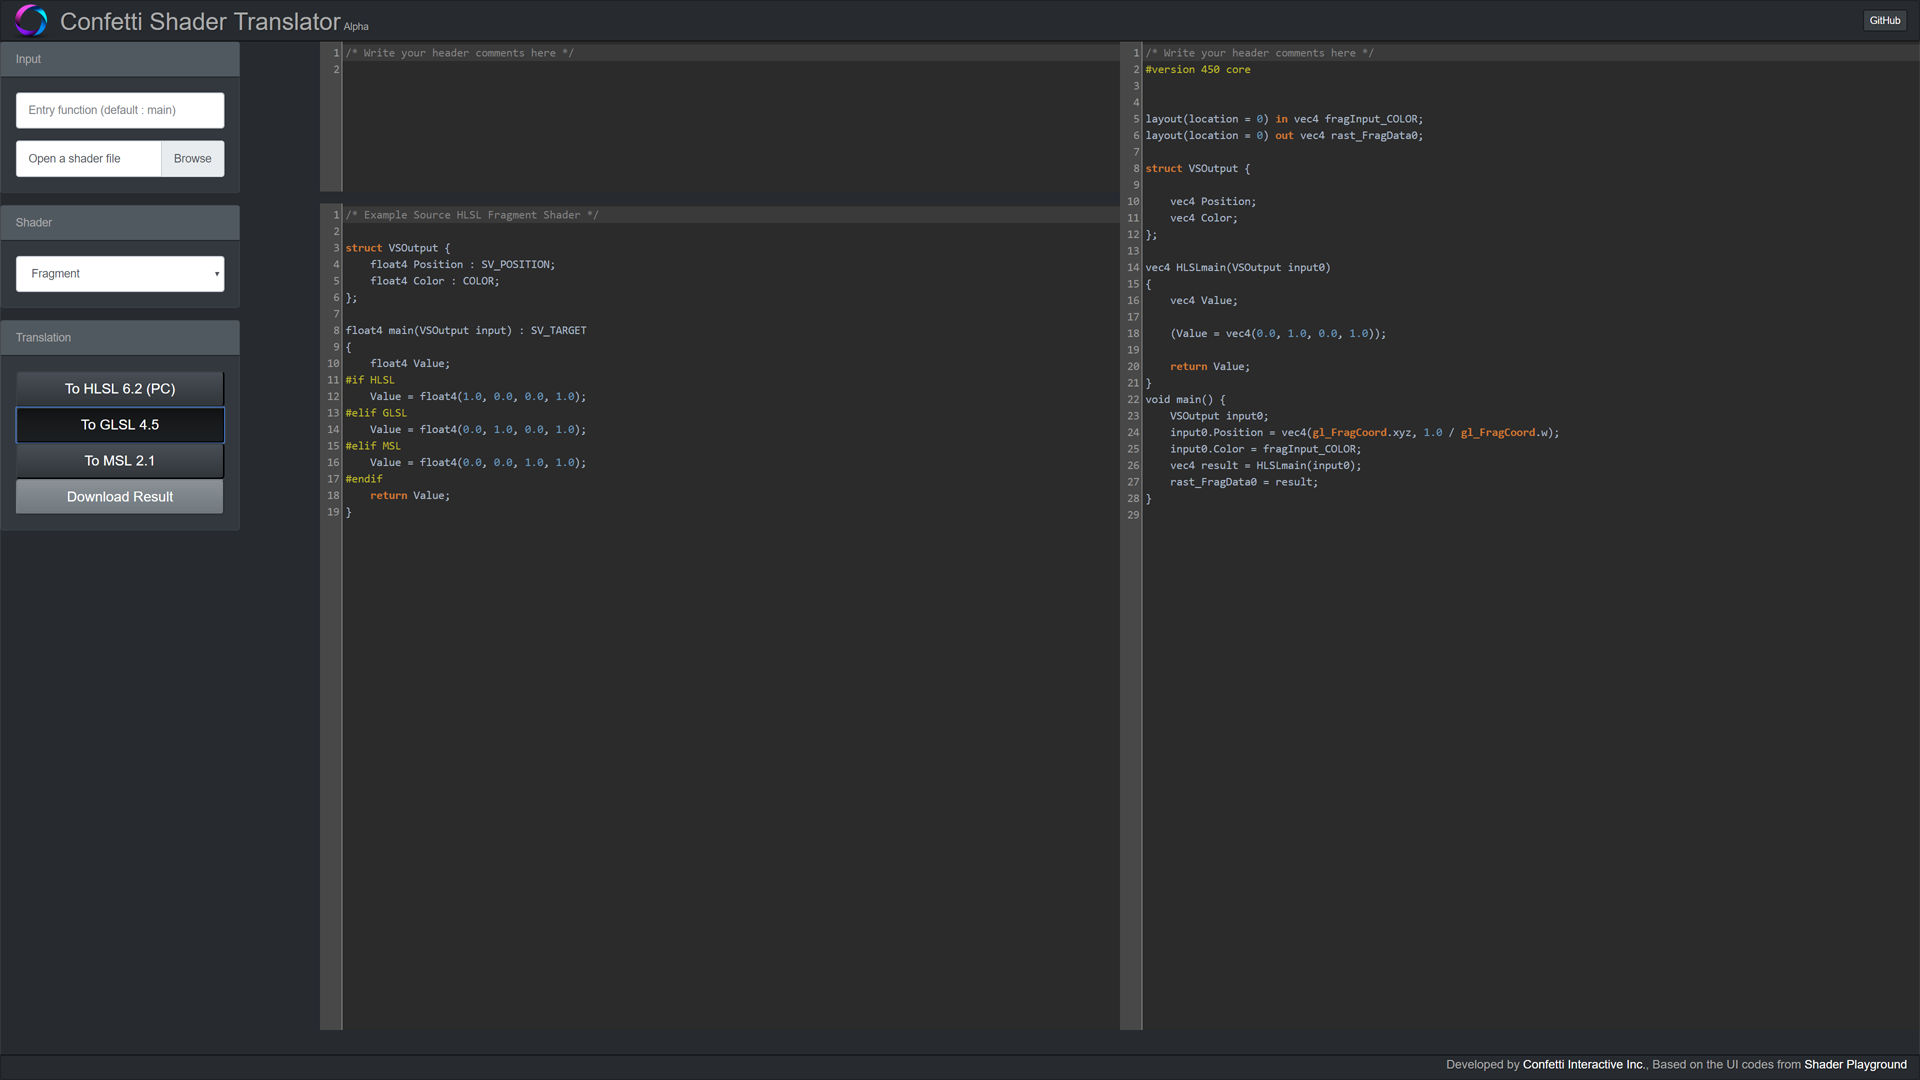 Confetti Shader Translator Alpha
GitHub
Input
Entry function (default : main)
Open a shader file Browse
Shader
Fragment
Translation
To HLSL 6.2 (PC)
To GLSL 4.5
To MSL 2.1
Download Result
1 /* Write your header comments here */
2
1 /* Example Source HLSL Fragment Shader */
2
3 struct VSOutput {
4     float4 Position : SV_POSITION;
5     float4 Color : COLOR;
6 };
7
8 float4 main(VSOutput input) : SV_TARGET
9 {
10     float4 Value;
11 #if HLSL
12     Value = float4(1.0, 0.0, 0.0, 1.0);
13 #elif GLSL
14     Value = float4(0.0, 1.0, 0.0, 1.0);
15 #elif MSL
16     Value = float4(0.0, 0.0, 1.0, 1.0);
17 #endif
18     return Value;
19 }
1 /* Write your header comments here */
2 #version 450 core
3
4
5 layout(location = 0) in vec4 fragInput_COLOR;
6 layout(location = 0) out vec4 rast_FragData0;
7
8 struct VSOutput {
9
10     vec4 Position;
11     vec4 Color;
12 };
13
14 vec4 HLSLmain(VSOutput input0)
15 {
16     vec4 Value;
17
18     (Value = vec4(0.0, 1.0, 0.0, 1.0));
19
20     return Value;
21 }
22 void main() {
23     VSOutput input0;
24     input0.Position = vec4(gl_FragCoord.xyz, 1.0 / gl_FragCoord.w);
25     input0.Color = fragInput_COLOR;
26     vec4 result = HLSLmain(input0);
27     rast_FragData0 = result;
28 }
29
Developed by Confetti Interactive Inc., Based on the UI codes from Shader Playground